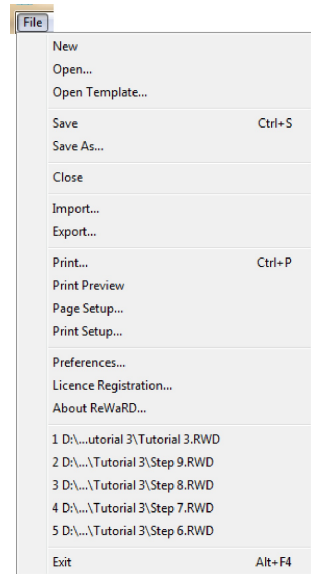 File
New
Open...
Open Template...
Save Ctrl+S
Save As...
Close
Import...
Export...
Print... Ctrl+P
Print Preview
Page Setup...
Print Setup...
Preferences...
Licence Registration...
About ReWaRD...
1 D:\...utorial 3\Tutorial 3.RWD
2 D:\...\Tutorial 3\Step 9.RWD
3 D:\...\Tutorial 3\Step 8.RWD
4 D:\...\Tutorial 3\Step 7.RWD
5 D:\...\Tutorial 3\Step 6.RWD
Exit Alt+F4